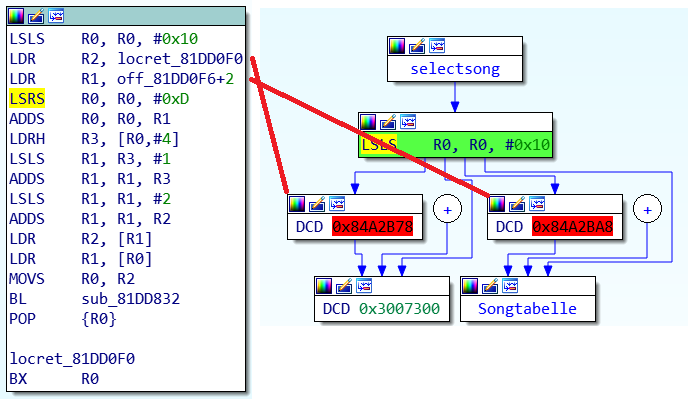 LSLS R0, R0, #0x10
LDR R2, locret_81DD0F0
LDR R1, off_81DD0F6+2
LSRS R0, R0, #0xD
ADDS R0, R0, R1
LDRH R3, [R0,#4]
LSLS R1, R3, #1
ADDS R1, R1, R3
LSLS R1, R1, #2
ADDS R1, R1, R2
LDR R2, [R1]
LDR R1, [R0]
MOVS R0, R2
BL sub_81DD832
POP {R0}
locret_81DD0F0
BX R0
selectsong
LSLS R0, R0, #0x10
DCD 0x84A2B78
+
DCD 0x84A2BA8
+
DCD 0x3007300
Songtabelle